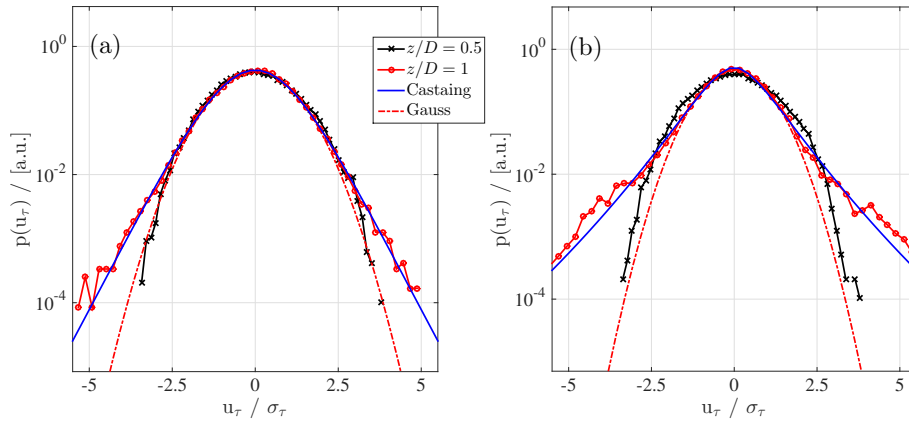 (a)
10^0
10^-2
10^-4
p(u_τ) / [a.u.]
-5 -2.5 0 2.5 5
u_τ / σ_τ
z/D = 0.5
z/D = 1
Castaing
Gauss
(b)
10^0
10^-2
10^-4
p(u_τ) / [a.u.]
-5 -2.5 0 2.5 5
u_τ / σ_τ